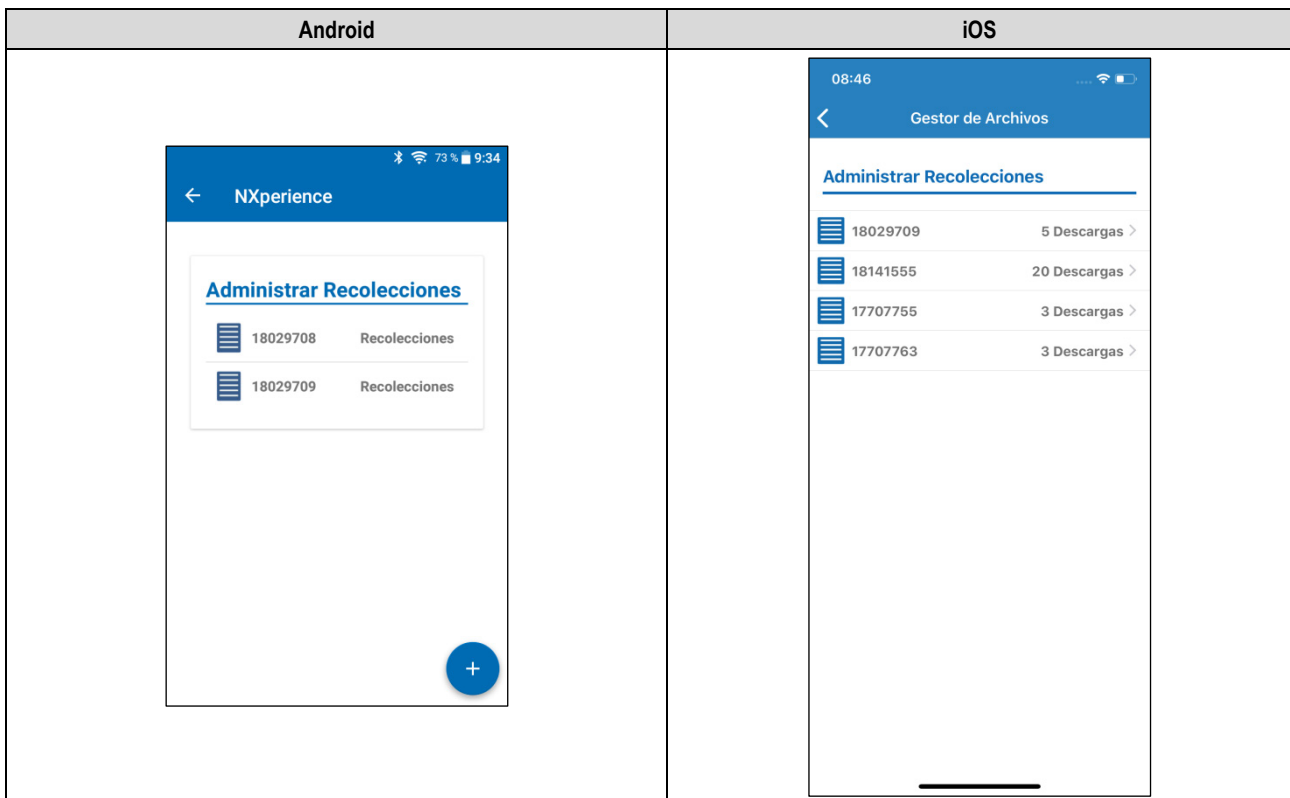 Android
iOS
73 % 9:34
NXperience
Administrar Recolecciones
18029708 Recolecciones
18029709 Recolecciones
+
08:46
Gestor de Archivos
Administrar Recolecciones
18029709 5 Descargas
18141555 20 Descargas
17707755 3 Descargas
17707763 3 Descargas